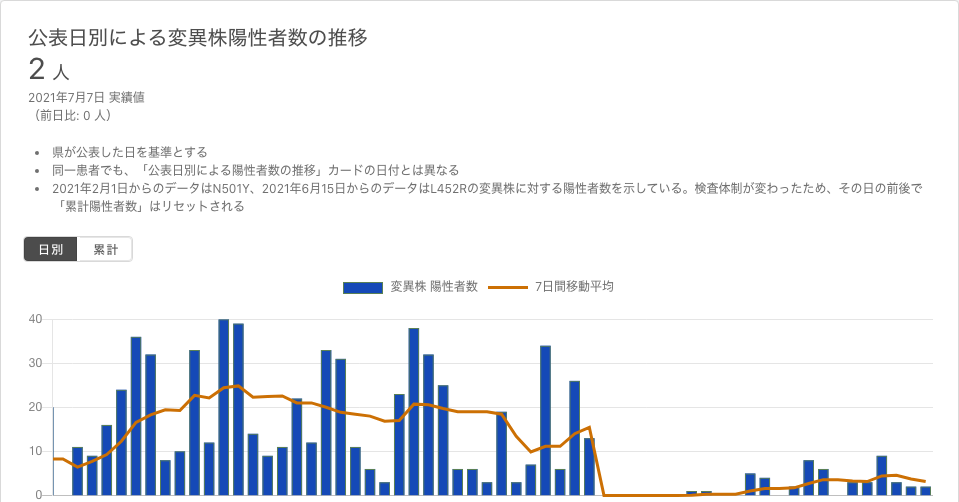 公表日別による変異株陽性者数の推移
2 人
2021年7月7日 実績値
（前日比: 0 人）
• 県が公表した日を基準とする
• 同一患者でも、「公表日別による陽性者数の推移」カードの日付とは異なる
• 2021年2月1日からのデータはN501Y、2021年6月15日からのデータはL452Rの変異株に対する陽性者数を示している。検査体制が変わったため、その日の前後で
「累計陽性者数」はリセットされる
日別 累計
変異株 陽性者数 7日間移動平均
40
30
20
10
0